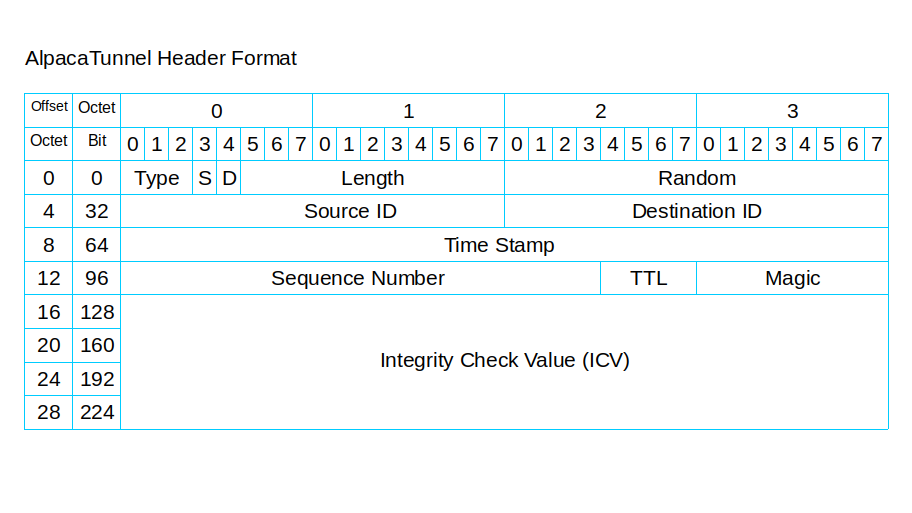 AlpacaTunnel Header Format
Offset Octet 0 1 2 3
Octet Bit 0 1 2 3 4 5 6 7 0 1 2 3 4 5 6 7 0 1 2 3 4 5 6 7 0 1 2 3 4 5 6 7
0 0 Type S D Length Random
4 32 Source ID Destination ID
8 64 Time Stamp
12 96 Sequence Number TTL Magic
16 128
20 160
Integrity Check Value (ICV)
24 192
28 224